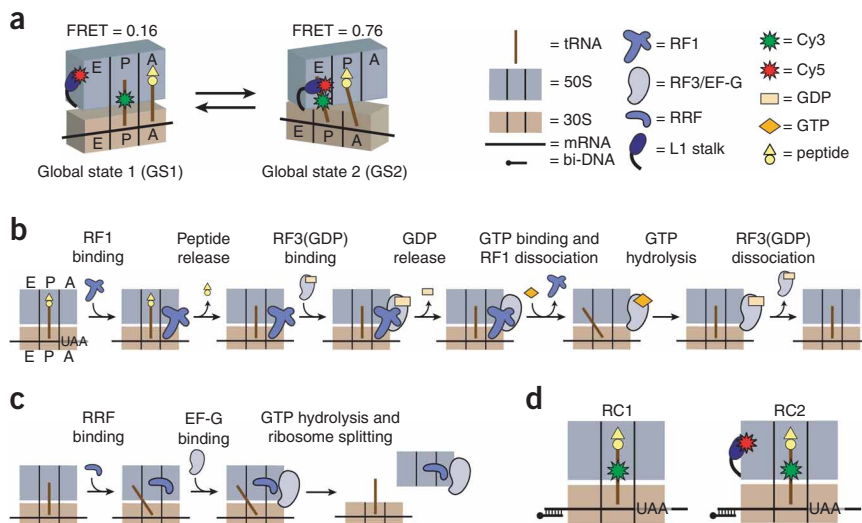 a
FRET = 0.16
FRET = 0.76
E P A
E P A
E P A
E P A
Global state 1 (GS1)
Global state 2 (GS2)
= tRNA
= 50S
= 30S
= mRNA
= bi-DNA
= RF1
= RF3/EF-G
= RRF
= L1 stalk
= Cy3
= Cy5
= GDP
= GTP
= peptide
b
RF1
binding
Peptide
release
RF3(GDP)
binding
GDP
release
GTP binding and
RF1 dissociation
GTP
hydrolysis
RF3(GDP)
dissociation
E P A
UAA
E P A
c
RRF
binding
EF-G
binding
GTP hydrolysis and
ribosome splitting
d
RC1
RC2
UAA
UAA